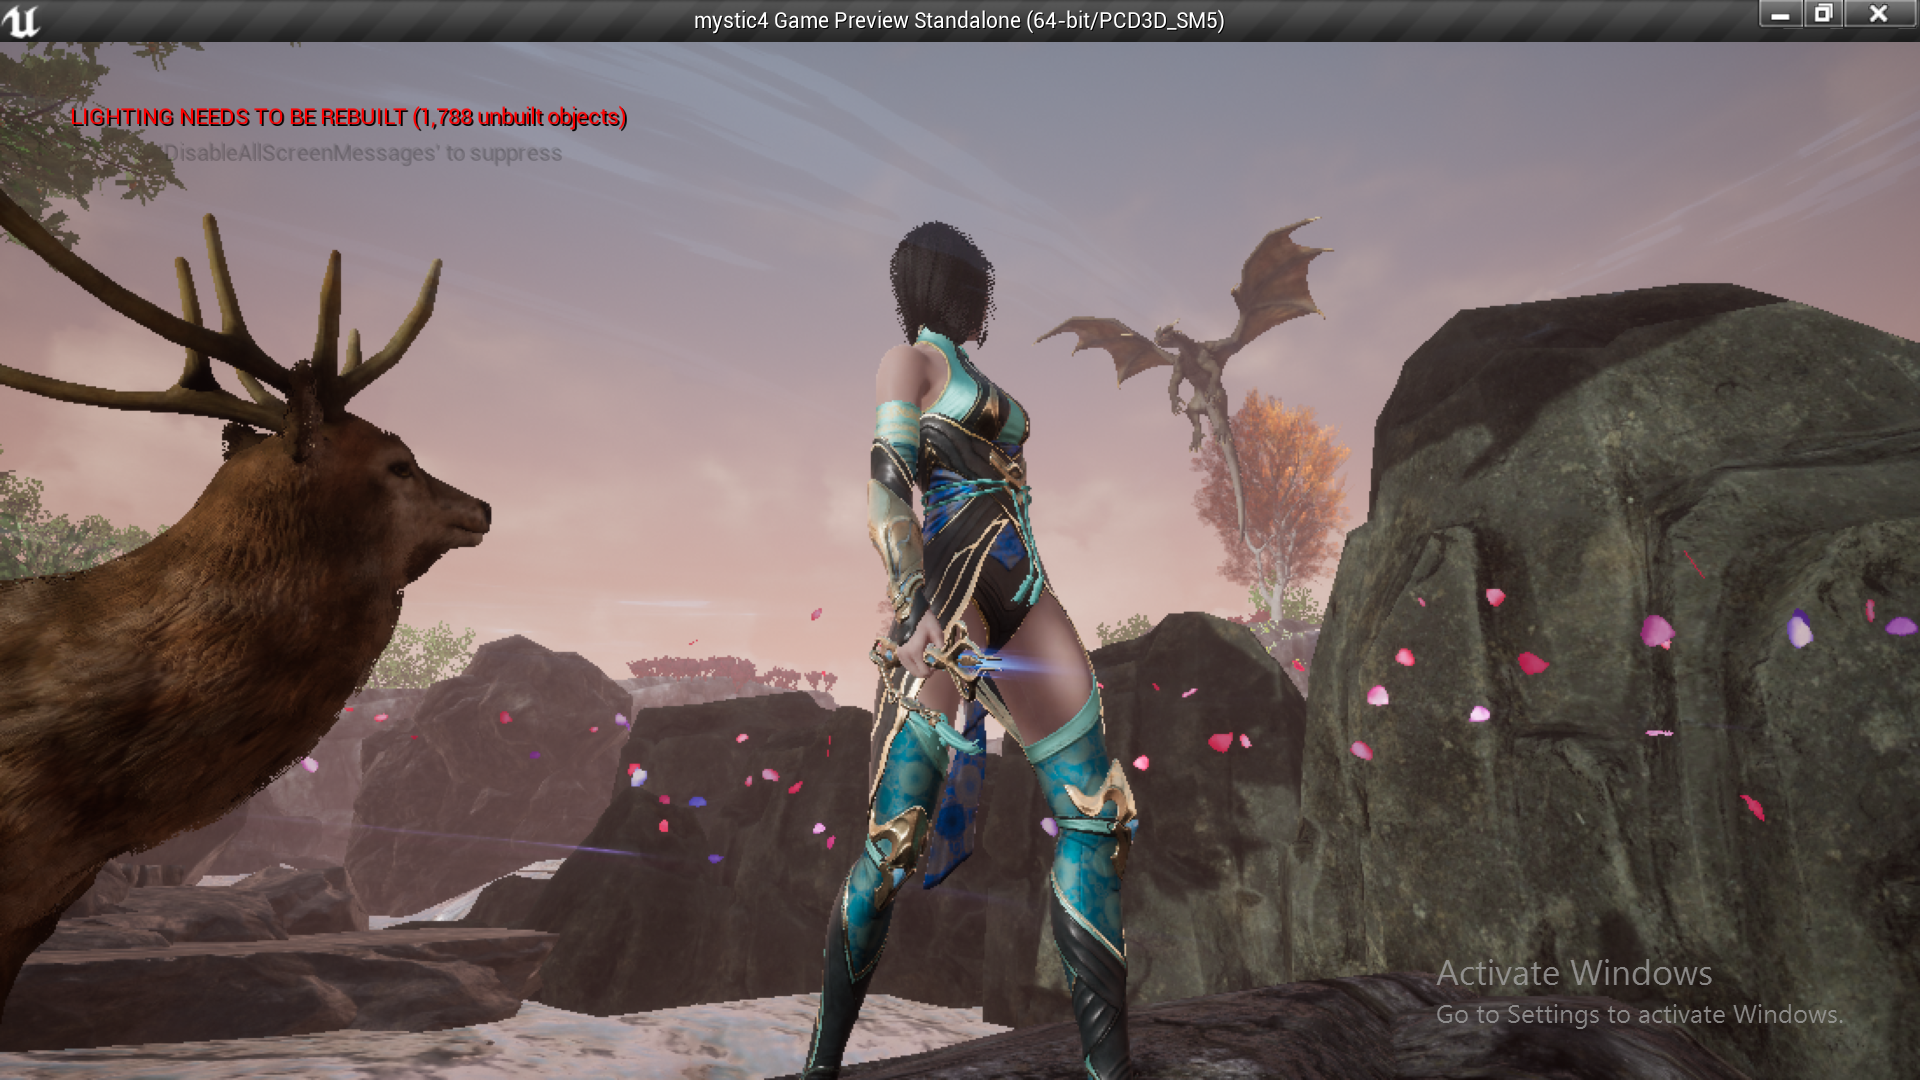 mystic4 Game Preview Standalone (64-bit/PCD3D_SM5)
LIGHTING NEEDS TO BE REBUILT (1,788 unbuilt objects)
'DisableAllScreenMessages' to suppress
Activate Windows
Go to Settings to activate Windows.